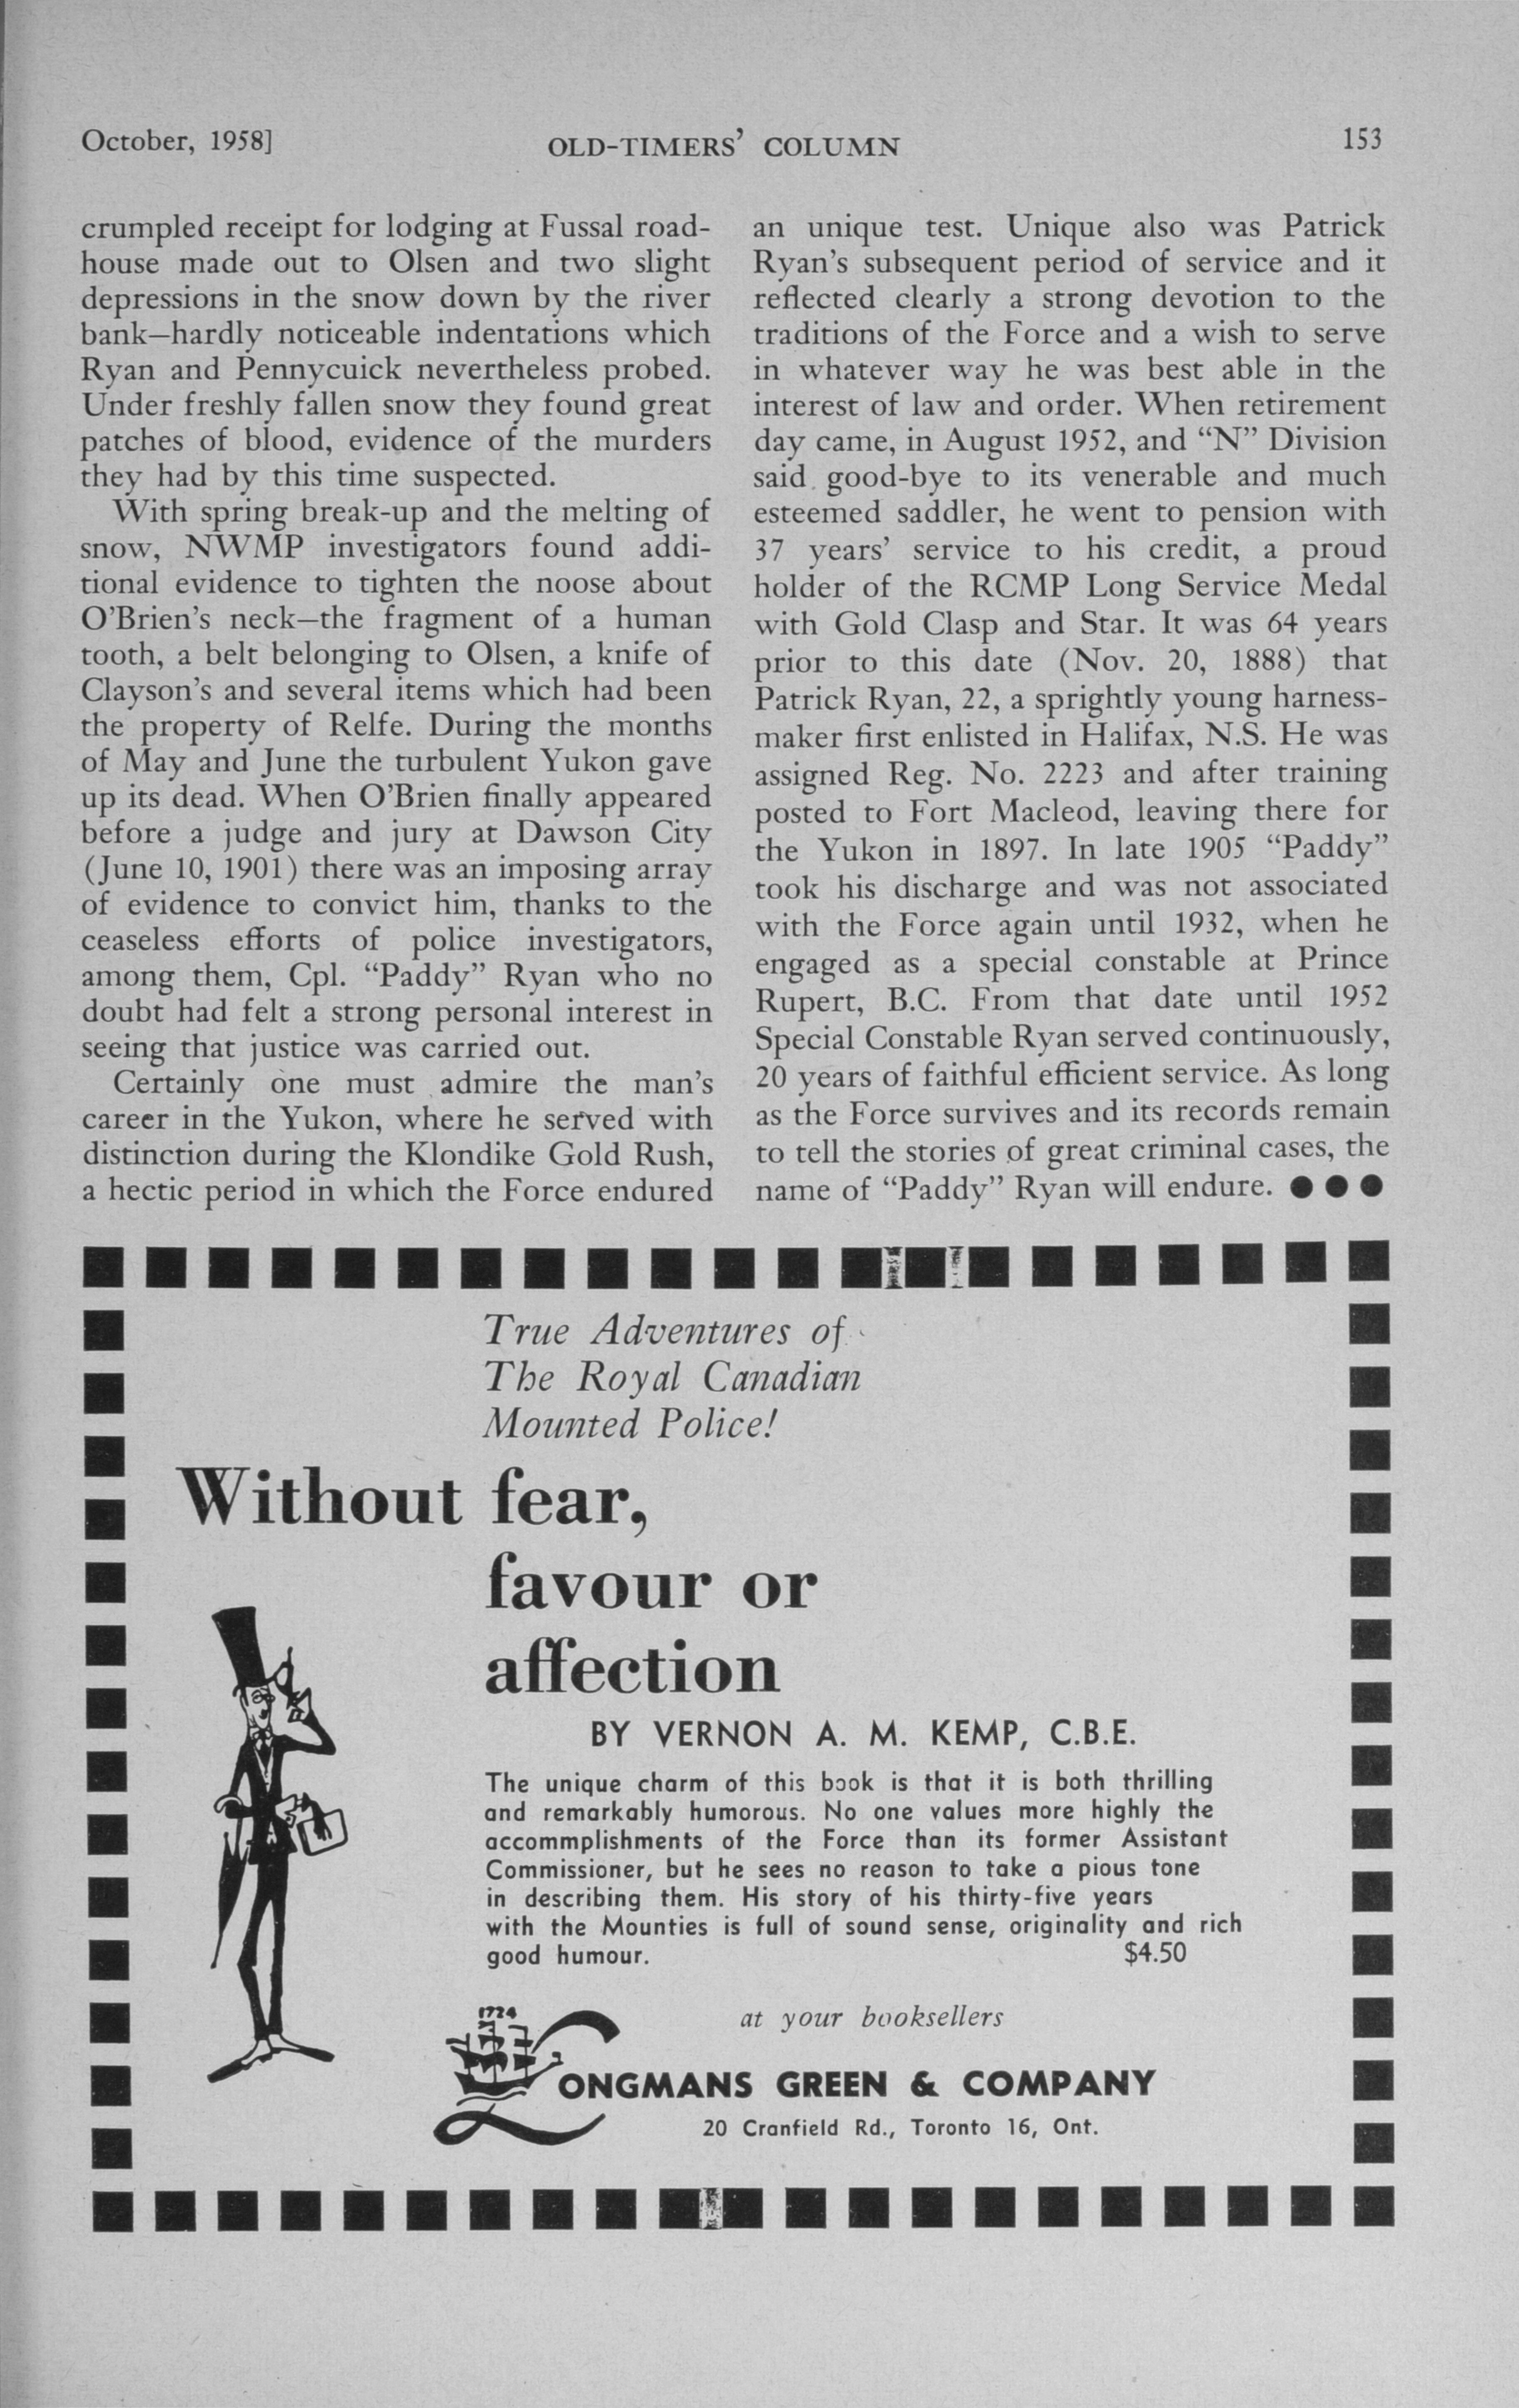 October, 1958]
OLD-TIMERS' COLUMN
153
crumpled receipt for lodging at Fussal road-
house made out to Olsen and two slight
depressions in the snow down by the river
bank—hardly noticeable indentations which
Ryan and Pennycuick nevertheless probed.
Under freshly fallen snow they found great
patches of blood, evidence of the murders
they had by this time suspected.
With spring break-up and the melting of
snow, NWMP investigators found addi-
tional evidence to tighten the noose about
O'Brien's neck—the fragment of a human
tooth, a belt belonging to Olsen, a knife of
Clayson's and several items which had been
the property of Relfe. During the months
of May and June the turbulent Yukon gave
up its dead. When O'Brien finally appeared
before a judge and jury at Dawson City
(June 10, 1901) there was an imposing array
of evidence to convict him, thanks to the
ceaseless efforts of police investigators,
among them, Cpl. "Paddy" Ryan who no
doubt had felt a strong personal interest in
seeing that justice was carried out.
Certainly one must admire the man's
career in the Yukon, where he served with
distinction during the Klondike Gold Rush,
a hectic period in which the Force endured
an unique test. Unique also was Patrick
Ryan's subsequent period of service and it
reflected clearly a strong devotion to the
traditions of the Force and a wish to serve
in whatever way he was best able in the
interest of law and order. When retirement
day came, in August 1952, and "N" Division
said good-bye to its venerable and much
esteemed saddler, he went to pension with
37 years' service to his credit, a proud
holder of the RCMP Long Service Medal
with Gold Clasp and Star. It was 64 years
prior to this date (Nov. 20, 1888) that
Patrick Ryan, 22, a sprightly young harness-
maker first enlisted in Halifax, N.S. He was
assigned Reg. No. 2223 and after training
posted to Fort Macleod, leaving there for
the Yukon in 1897. In late 1905 "Paddy"
took his discharge and was not associated
with the Force again until 1932, when he
engaged as a special constable at Prince
Rupert, B.C. From that date until 1952
Special Constable Ryan served continuously,
20 years of faithful efficient service. As long
as the Force survives and its records remain
to tell the stories of great criminal cases, the
name of "Paddy" Ryan will endure. ● ● ●
True Adventures of
The Royal Canadian
Mounted Police!
Without fear,
favour or
affection
BY VERNON A. M. KEMP, C.B.E.
The unique charm of this book is that it is both thrilling
and remarkably humorous. No one values more highly the
accommplishments of the Force than its former Assistant
Commissioner, but he sees no reason to take a pious tone
in describing them. His story of his thirty-five years
with the Mounties is full of sound sense, originality and rich
good humour. $4.50
at your booksellers
1724
LONGMANS GREEN & COMPANY
20 Cranfield Rd., Toronto 16, Ont.